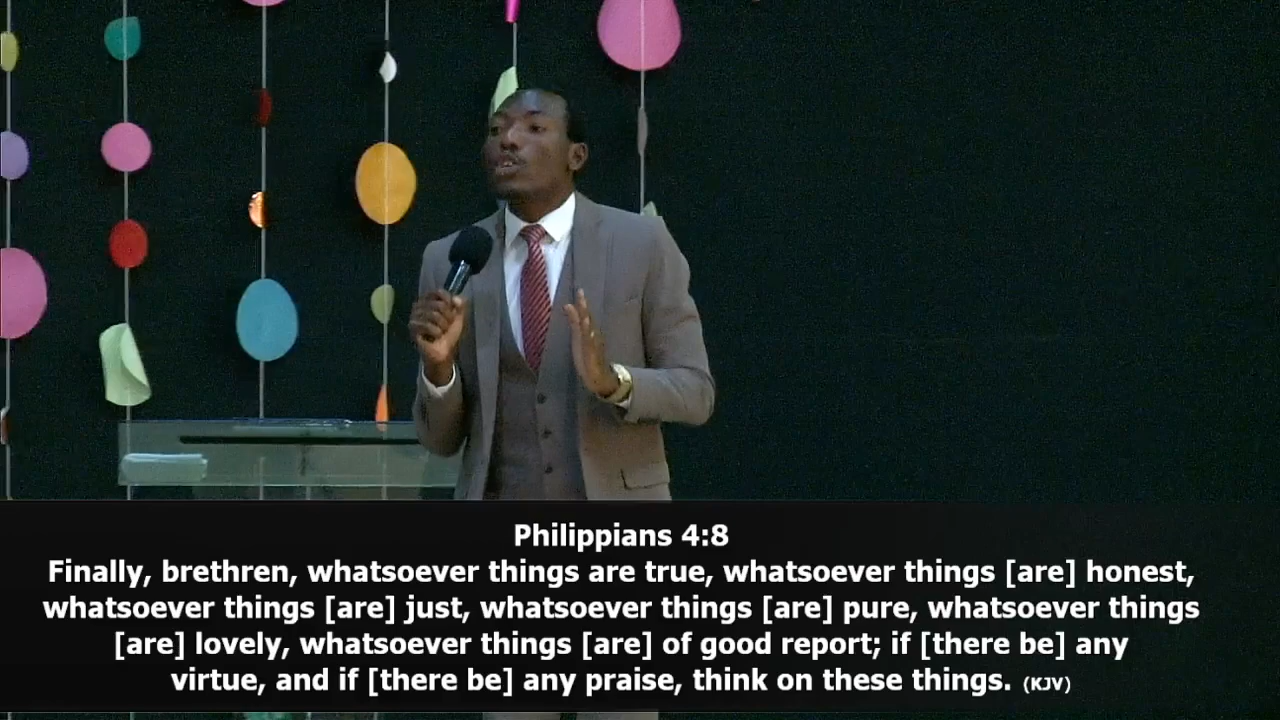 Philippians 4:8
Finally, brethren, whatsoever things are true, whatsoever things [are] honest,
whatsoever things [are] just, whatsoever things [are] pure, whatsoever things
[are] lovely, whatsoever things [are] of good report; if [there be] any
virtue, and if [there be] any praise, think on these things. (KJV)